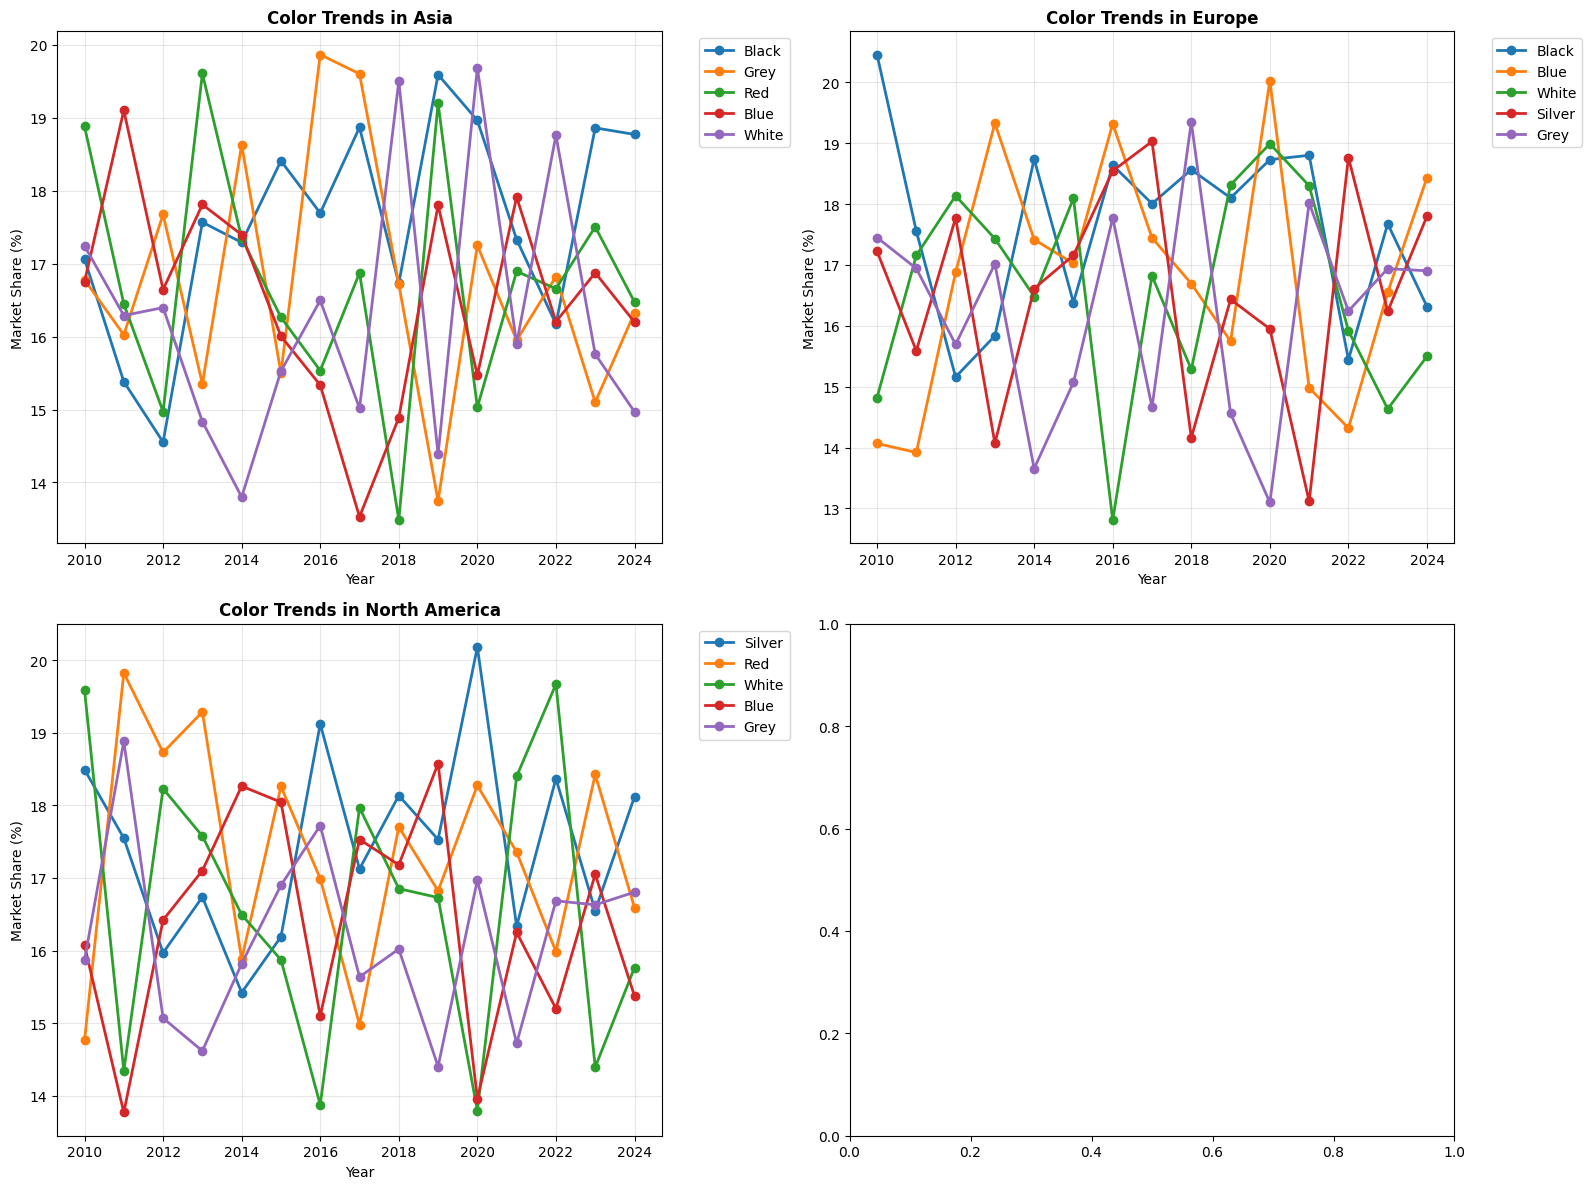 Color Trends in Asia
Market Share (%)
20
19
18
17
16
15
14
2010 2012 2014 2016 2018 2020 2022 2024
Year
Black
Grey
Red
Blue
White
Color Trends in Europe
Market Share (%)
20
19
18
17
16
15
14
13
2010 2012 2014 2016 2018 2020 2022 2024
Year
Black
Blue
White
Silver
Grey
Color Trends in North America
Market Share (%)
20
19
18
17
16
15
14
2010 2012 2014 2016 2018 2020 2022 2024
Year
Silver
Red
White
Blue
Grey
1.0
0.8
0.6
0.4
0.2
0.0
0.0 0.2 0.4 0.6 0.8 1.0